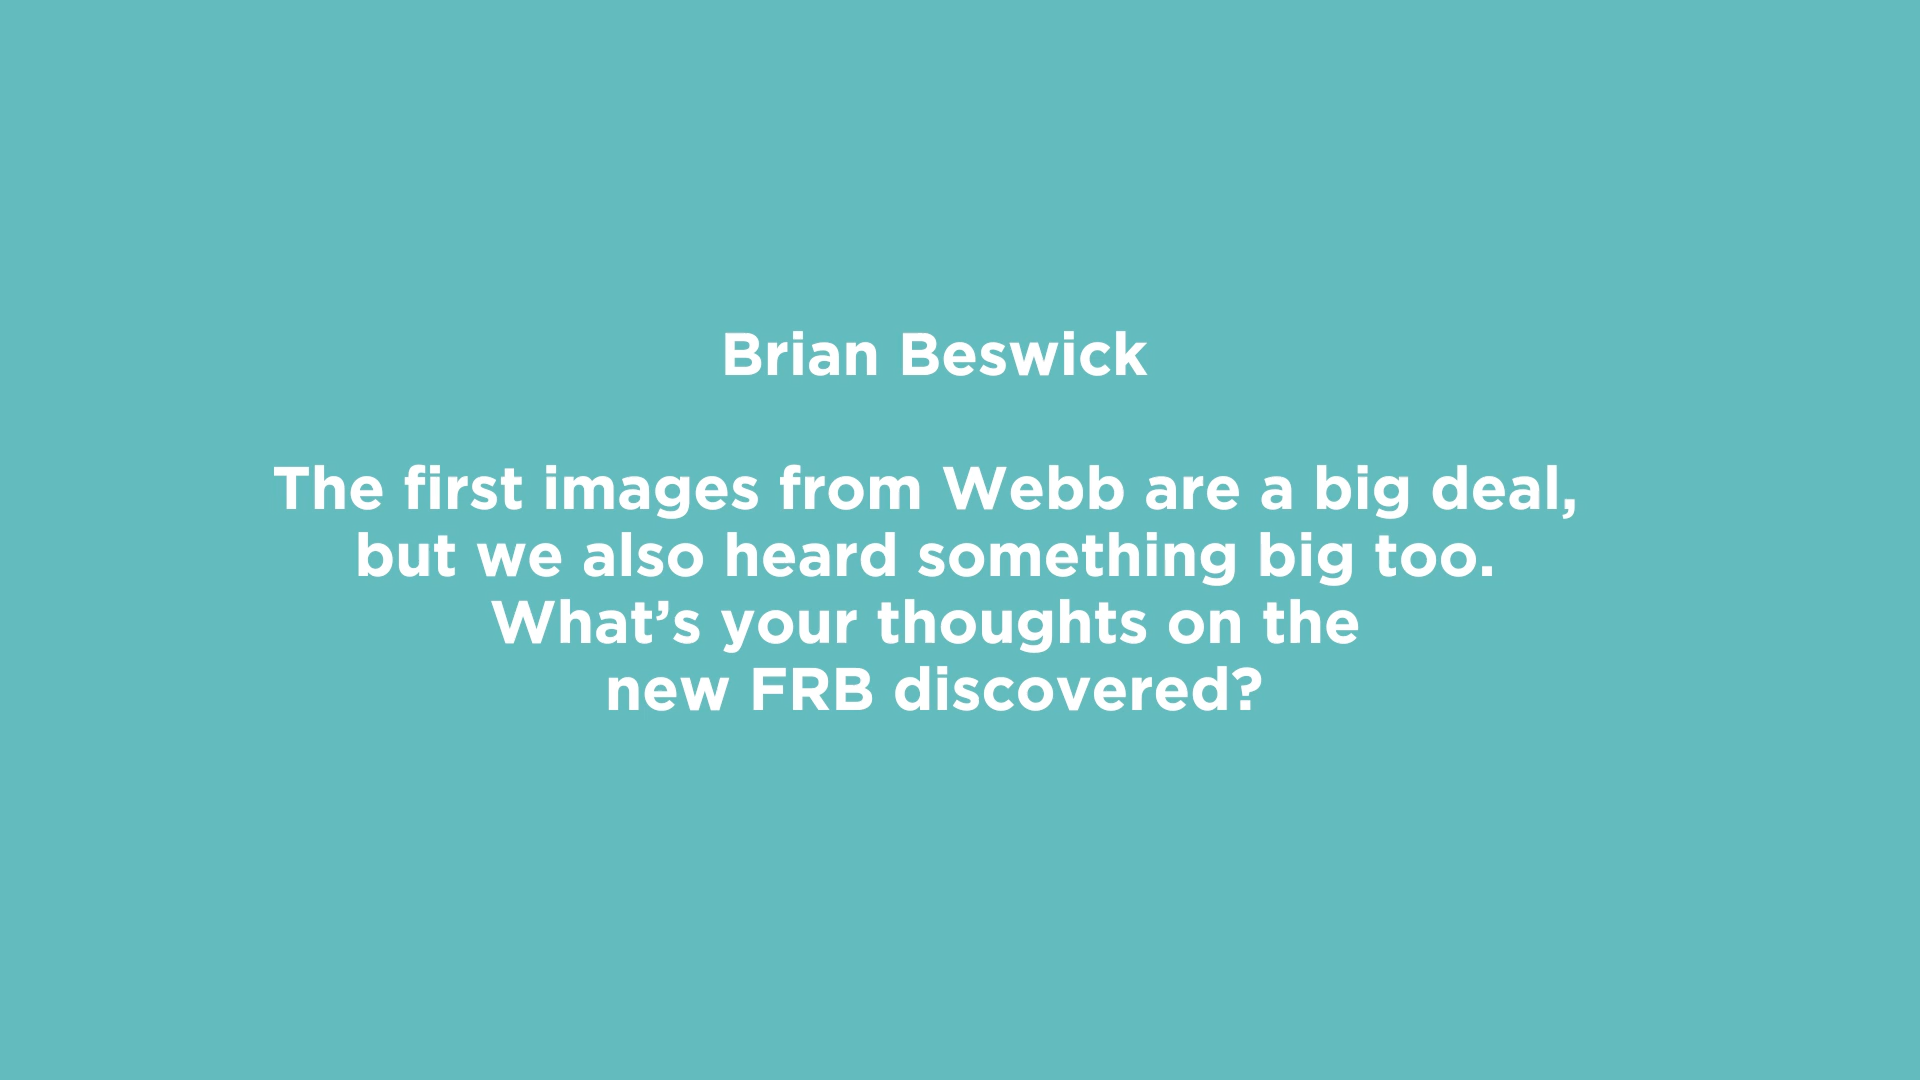 Brian Beswick
The first images from Webb are a big deal,
but we also heard something big too.
What’s your thoughts on the
new FRB discovered?